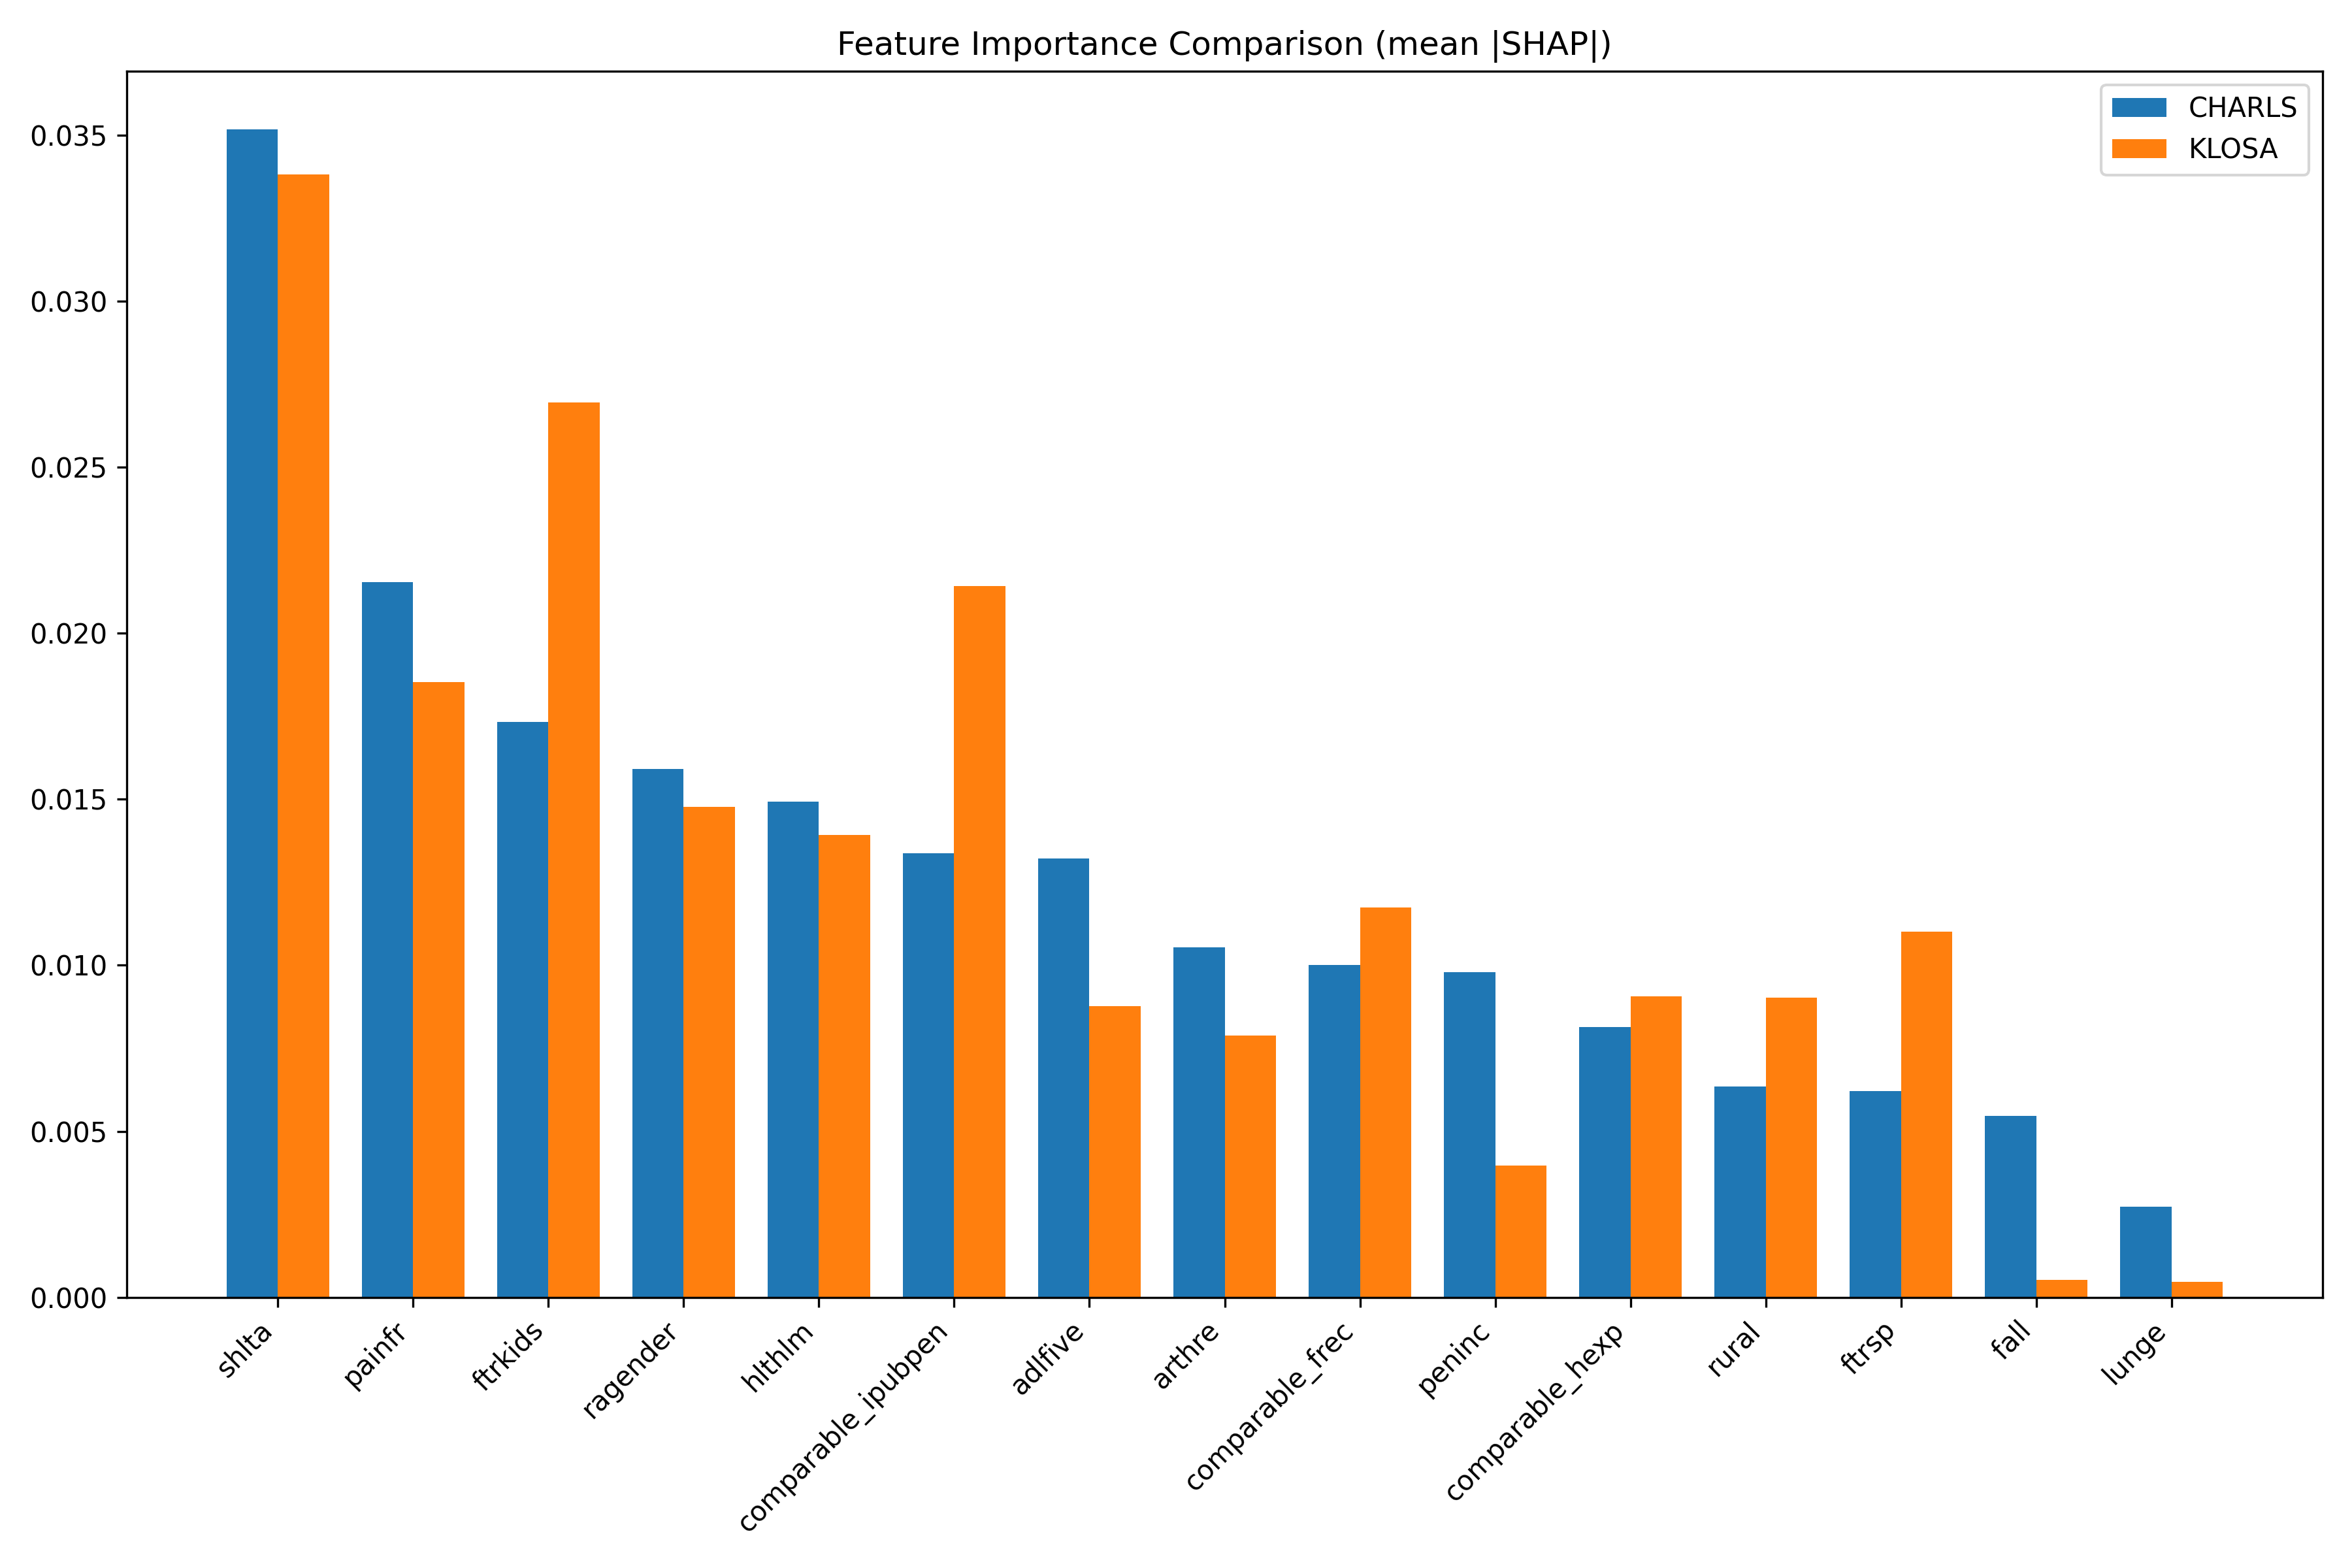 Feature Importance Comparison (mean |SHAP|)
CHARLS
KLOSA
0.035
0.030
0.025
0.020
0.015
0.010
0.005
0.000
shlta
painfr
ftrkids
ragender
hlthlm
comparable_ipubpen
adlfive
arthre
comparable_frec
peninc
comparable_hexp
rural
ftrsp
fall
lunge